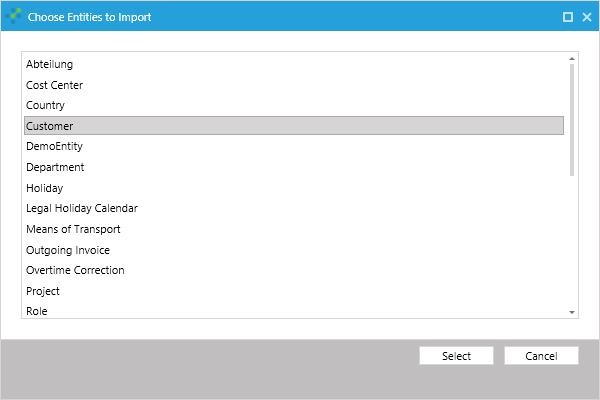 Choose Entities to Import
Abteilung
Cost Center
Country
Customer
DemoEntity
Department
Holiday
Legal Holiday Calendar
Means of Transport
Outgoing Invoice
Overtime Correction
Project
Role
Select Cancel